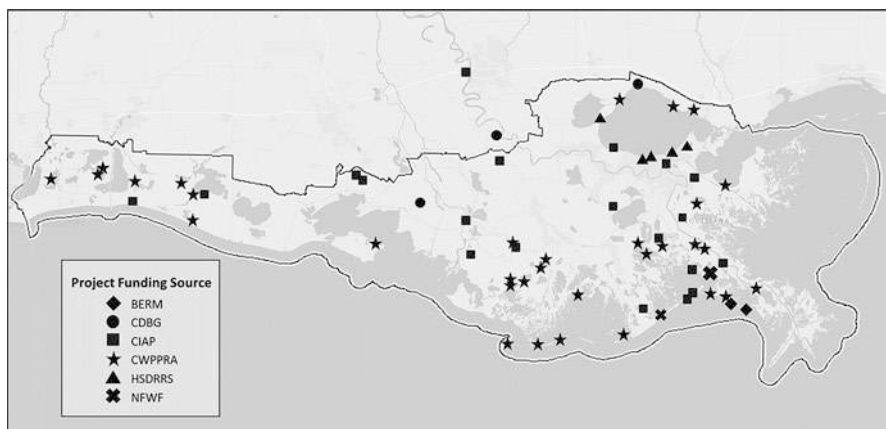 Project Funding Source
BERM
CDBG
CIAP
CWPPRA
HSDRRS
NFWF